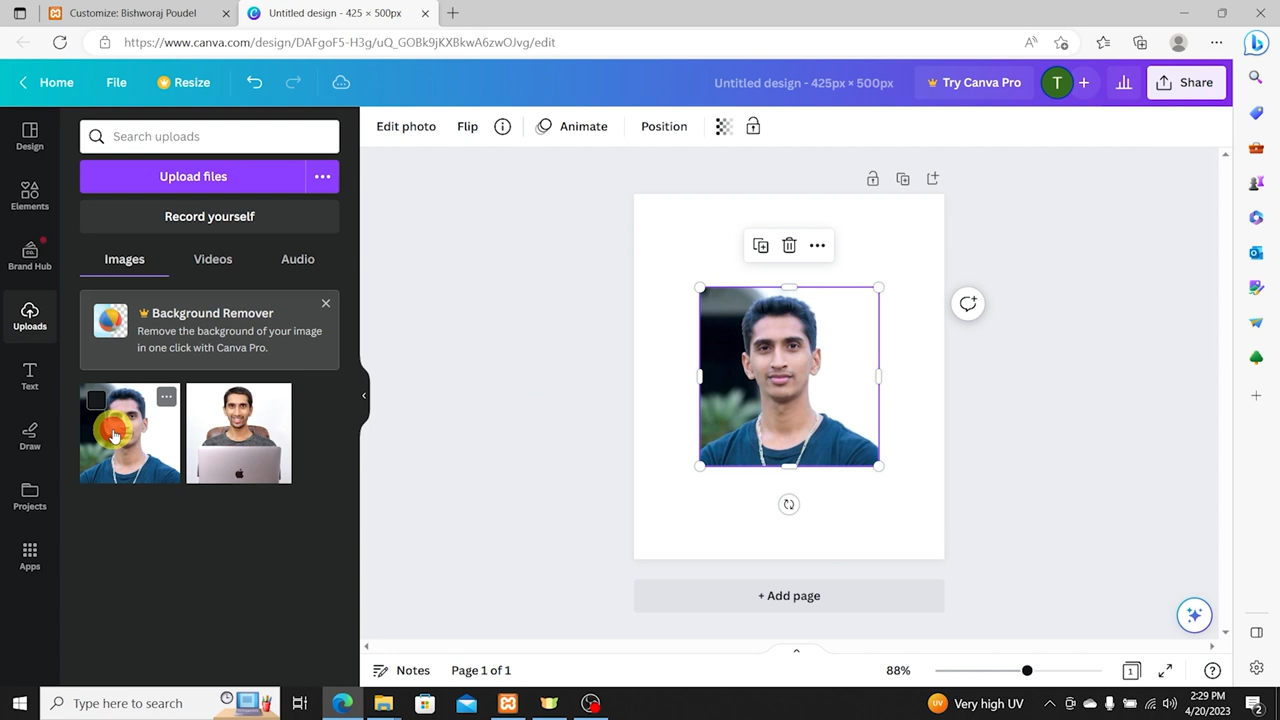 Customize: Bishworaj Poudel
Untitled design - 425 × 500px
https://www.canva.com/design/DAFgoF5-H3g/uQ_GOBk9jKXBkwA6zwOJvg/edit
Home
File
Resize
Untitled design - 425px × 500px
Try Canva Pro
T
Share
Design
Elements
Brand Hub
Uploads
Text
Draw
Projects
Apps
Search uploads
Upload files
Record yourself
Images
Videos
Audio
Background Remover
Remove the background of your image
in one click with Canva Pro.
Edit photo
Flip
Animate
Position
+ Add page
Notes
Page 1 of 1
88%
1
Type here to search
Very high UV
2:29 PM
4/20/2023
2